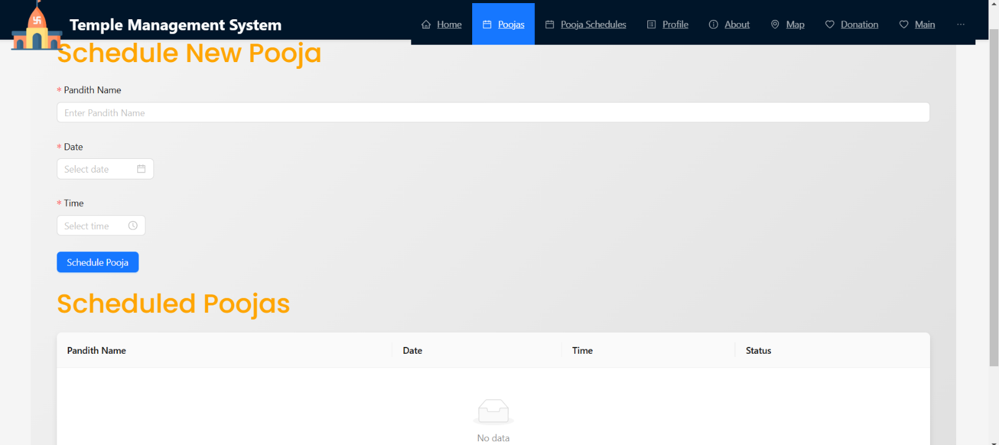 Temple Management System
Home Poojas Pooja Schedules Profile About Map Donation Main ···
Schedule New Pooja
* Pandith Name
Enter Pandith Name
* Date
Select date
* Time
Select time
Schedule Pooja
Scheduled Poojas
Pandith Name Date Time Status
No data